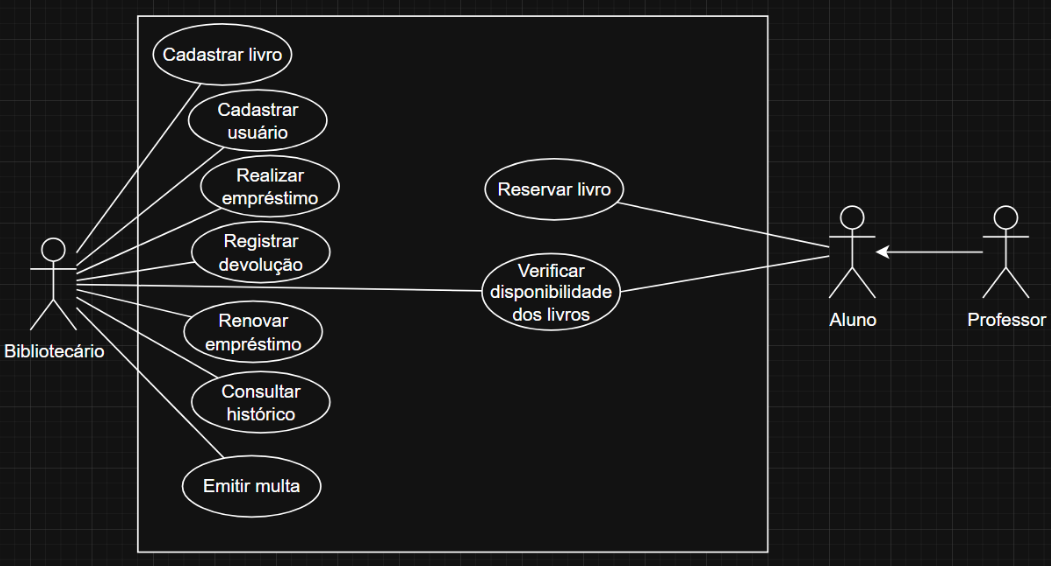 Cadastrar livro
Cadastrar
usuário
Realizar
empréstimo
Registrar
devolução
Renovar
empréstimo
Consultar
histórico
Emitir multa
Reservar livro
Verificar
disponibilidade
dos livros
Bibliotecário
Aluno
Professor